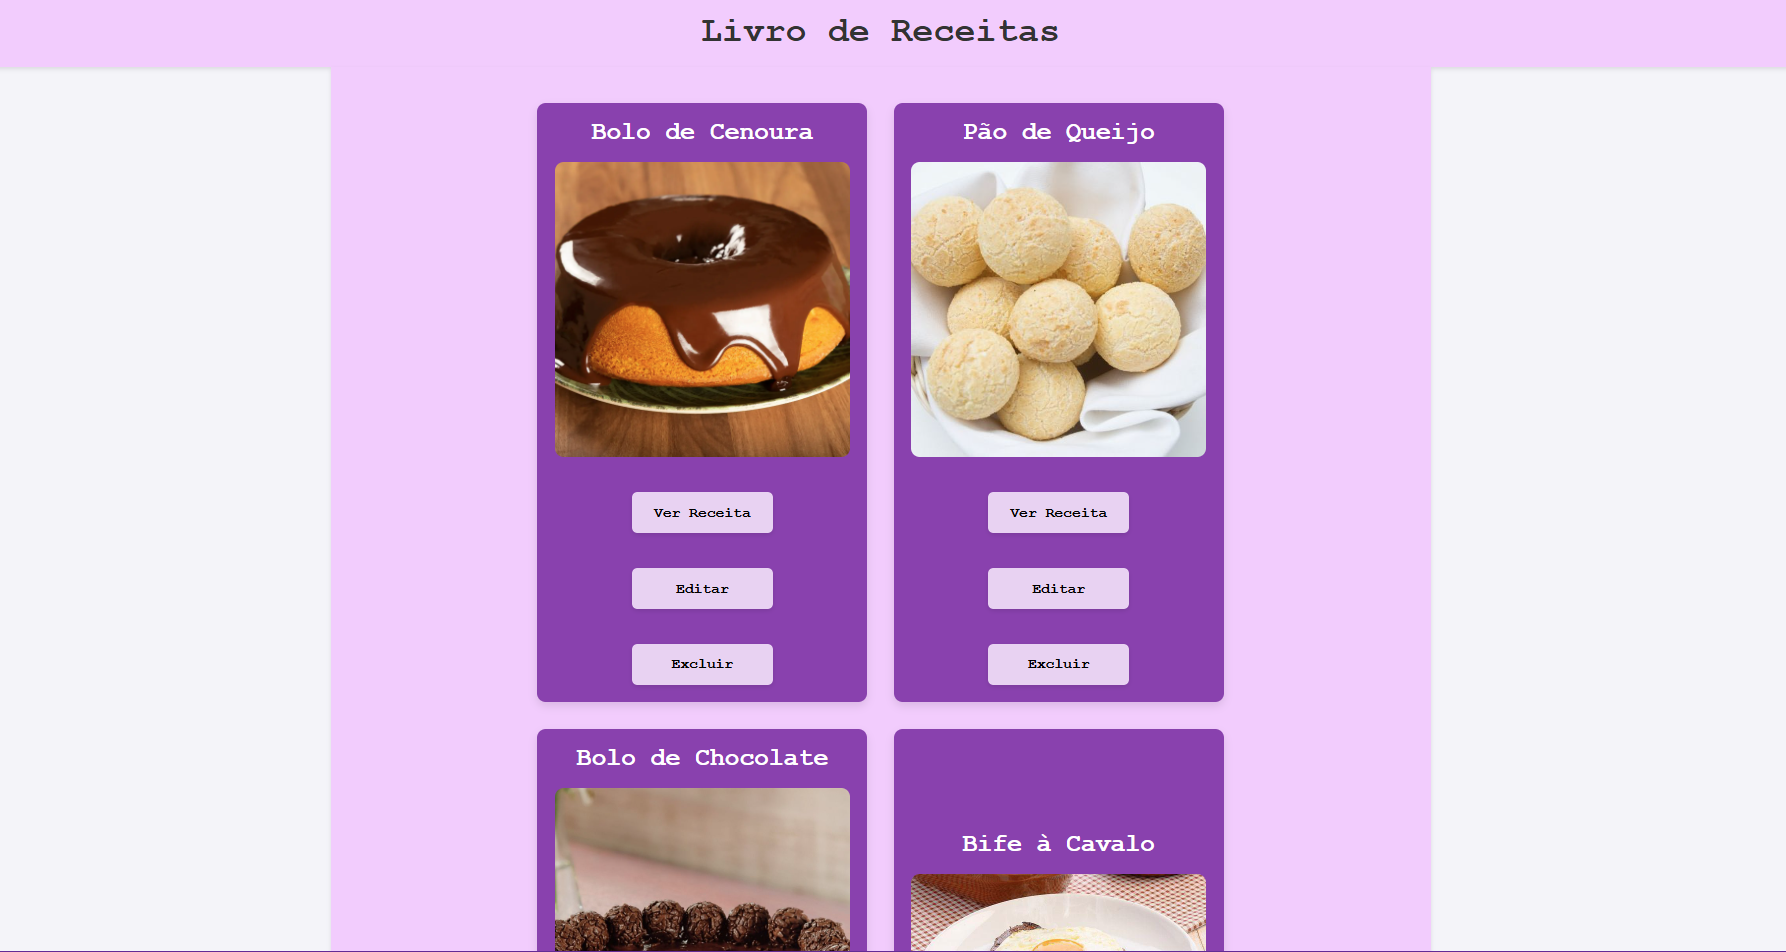 Livro de Receitas
Bolo de Cenoura
Pão de Queijo
Ver Receita
Ver Receita
Editar
Editar
Excluir
Excluir
Bolo de Chocolate
Bife à Cavalo